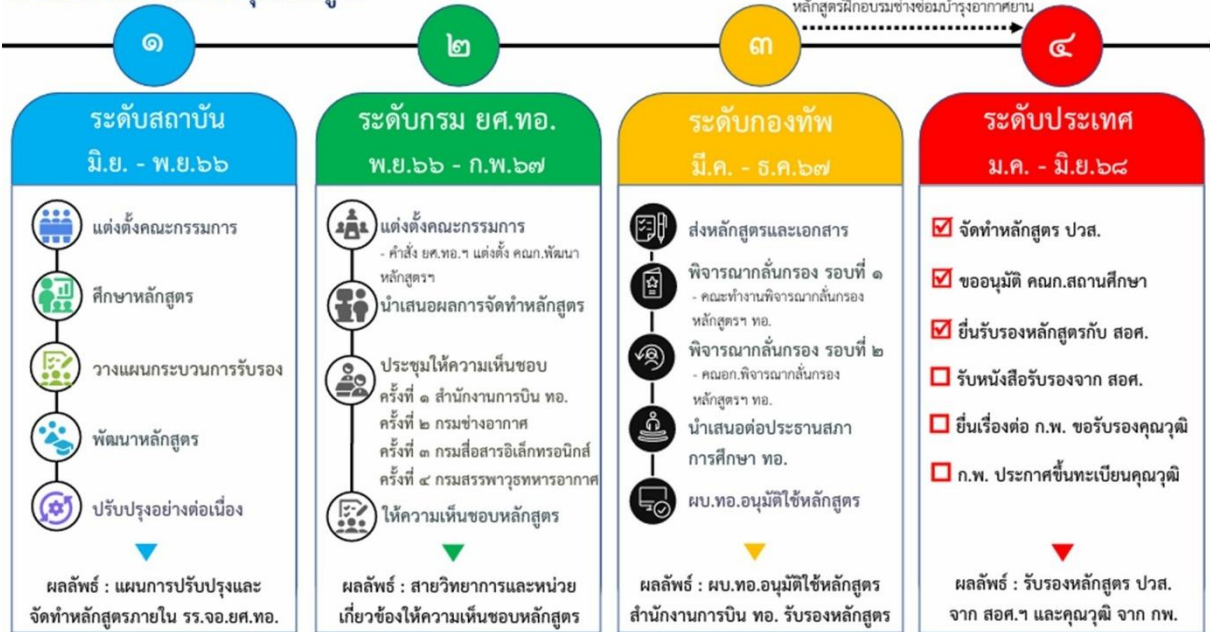 หลักสูตรฝึกอบรมช่างซ่อมบำรุงอากาศยาน
๑
๒
๓
๔
ระดับสถาบัน
มิ.ย. - พ.ย.๖๖
แต่งตั้งคณะกรรมการ
ศึกษาหลักสูตร
วางแผนกระบวนการรับรอง
พัฒนาหลักสูตร
ปรับปรุงอย่างต่อเนื่อง
ผลลัพธ์ : แผนการปรับปรุงและ
จัดทำหลักสูตรภายใน รร.จอ.ยศ.ทอ.
ระดับกรม ยศ.ทอ.
พ.ย.๖๖ - ก.พ.๖๗
แต่งตั้งคณะกรรมการ
- คำสั่ง ยศ.ทอ.ฯ แต่งตั้ง คณก.พัฒนา
หลักสูตรฯ
นำเสนอผลการจัดทำหลักสูตร
ประชุมให้ความเห็นชอบ
ครั้งที่ ๑ สำนักงานการบิน ทอ.
ครั้งที่ ๒ กรมช่างอากาศ
ครั้งที่ ๓ กรมสื่อสารอิเล็กทรอนิกส์
ครั้งที่ ๔ กรมสรรพาวุธทหารอากาศ
ให้ความเห็นชอบหลักสูตร
ผลลัพธ์ : สายวิทยาการและหน่วย
เกี่ยวข้องให้ความเห็นชอบหลักสูตร
ระดับกองทัพ
มี.ค. - ธ.ค.๖๗
ส่งหลักสูตรและเอกสาร
พิจารณากลั่นกรอง รอบที่ ๑
- คณะทำงานพิจารณากลั่นกรอง
หลักสูตรฯ ทอ.
พิจารณากลั่นกรอง รอบที่ ๒
- คณอก.พิจารณากลั่นกรอง
หลักสูตรฯ ทอ.
นำเสนอต่อประธานสภา
การศึกษา ทอ.
ผบ.ทอ.อนุมัติใช้หลักสูตร
ผลลัพธ์ : ผบ.ทอ.อนุมัติใช้หลักสูตร
สำนักงานการบิน ทอ. รับรองหลักสูตร
ระดับประเทศ
ม.ค. - มิ.ย.๖๘
จัดทำหลักสูตร ปวส.
ขออนุมัติ คณก.สถานศึกษา
ยื่นรับรองหลักสูตรกับ สอศ.
รับหนังสือรับรองจาก สอศ.
ยื่นเรื่องต่อ ก.พ. ขอรับรองคุณวุฒิ
ก.พ. ประกาศขึ้นทะเบียนคุณวุฒิ
ผลลัพธ์ : รับรองหลักสูตร ปวส.
จาก สอศ.ฯ และคุณวุฒิ จาก กพ.